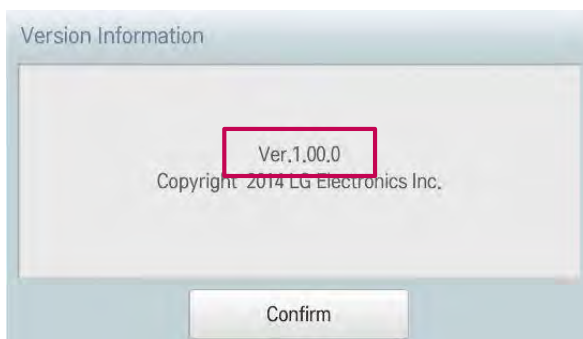 Version Information
Ver.1.00.0
Copyright 2014 LG Electronics Inc.
Confirm